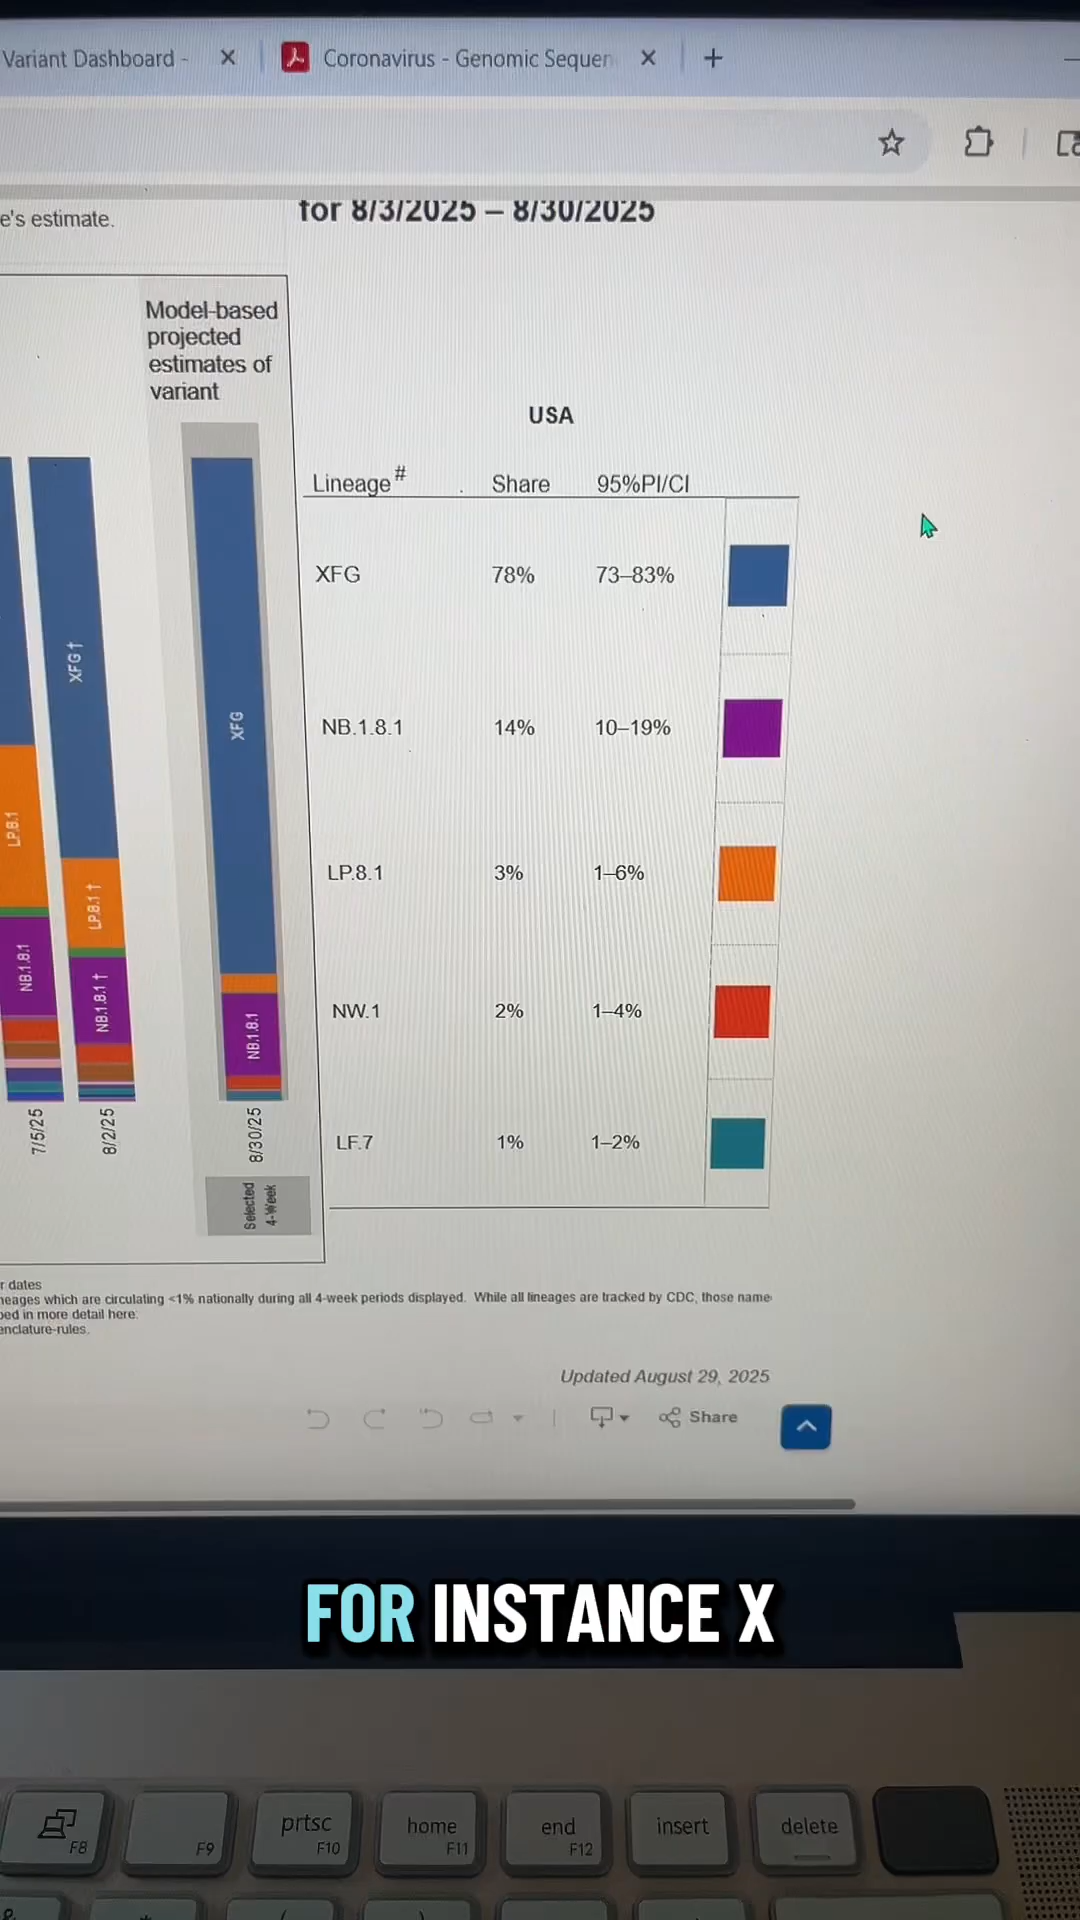 Variant Dashboard -
Coronavirus - Genomic Sequen
e's estimate.
for 8/3/2025 – 8/30/2025
Model-based
projected
estimates of
variant
USA
Lineage # Share 95%PI/CI
XFG 78% 73–83%
NB.1.8.1 14% 10–19%
LP.8.1 3% 1–6%
NW.1 2% 1–4%
LF.7 1% 1–2%
LP.8.1
NB.1.8.1
7/5/25
XFG †
LP.8.1 †
NB.1.8.1 †
8/2/25
XFG
NB.1.8.1
8/30/25
Selected
4-Week
r dates
neages which are circulating <1% nationally during all 4-week periods displayed. While all lineages are tracked by CDC, those name
bed in more detail here:
enclature-rules.
Updated August 29, 2025
Share
FOR INSTANCE X
F8
F9
prtsc
F10
home
F11
end
F12
insert
delete
&
*
(
)